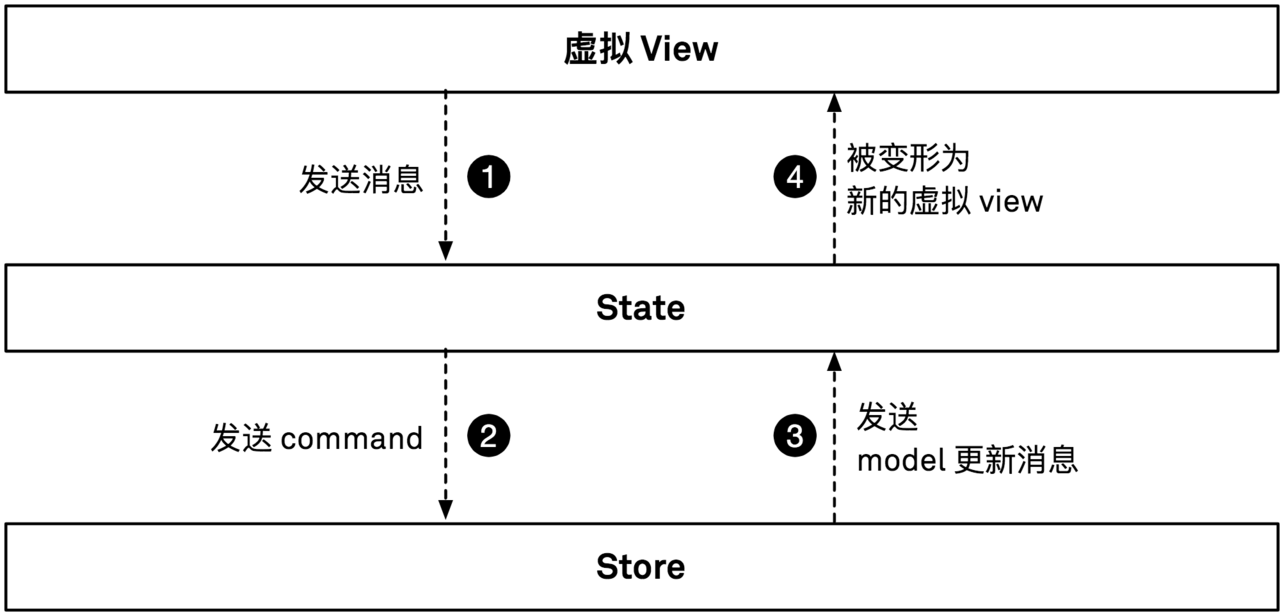 虚拟 View
发送消息
1
4
被变形为
新的虚拟 view
State
发送 command
2
3
发送
model 更新消息
Store